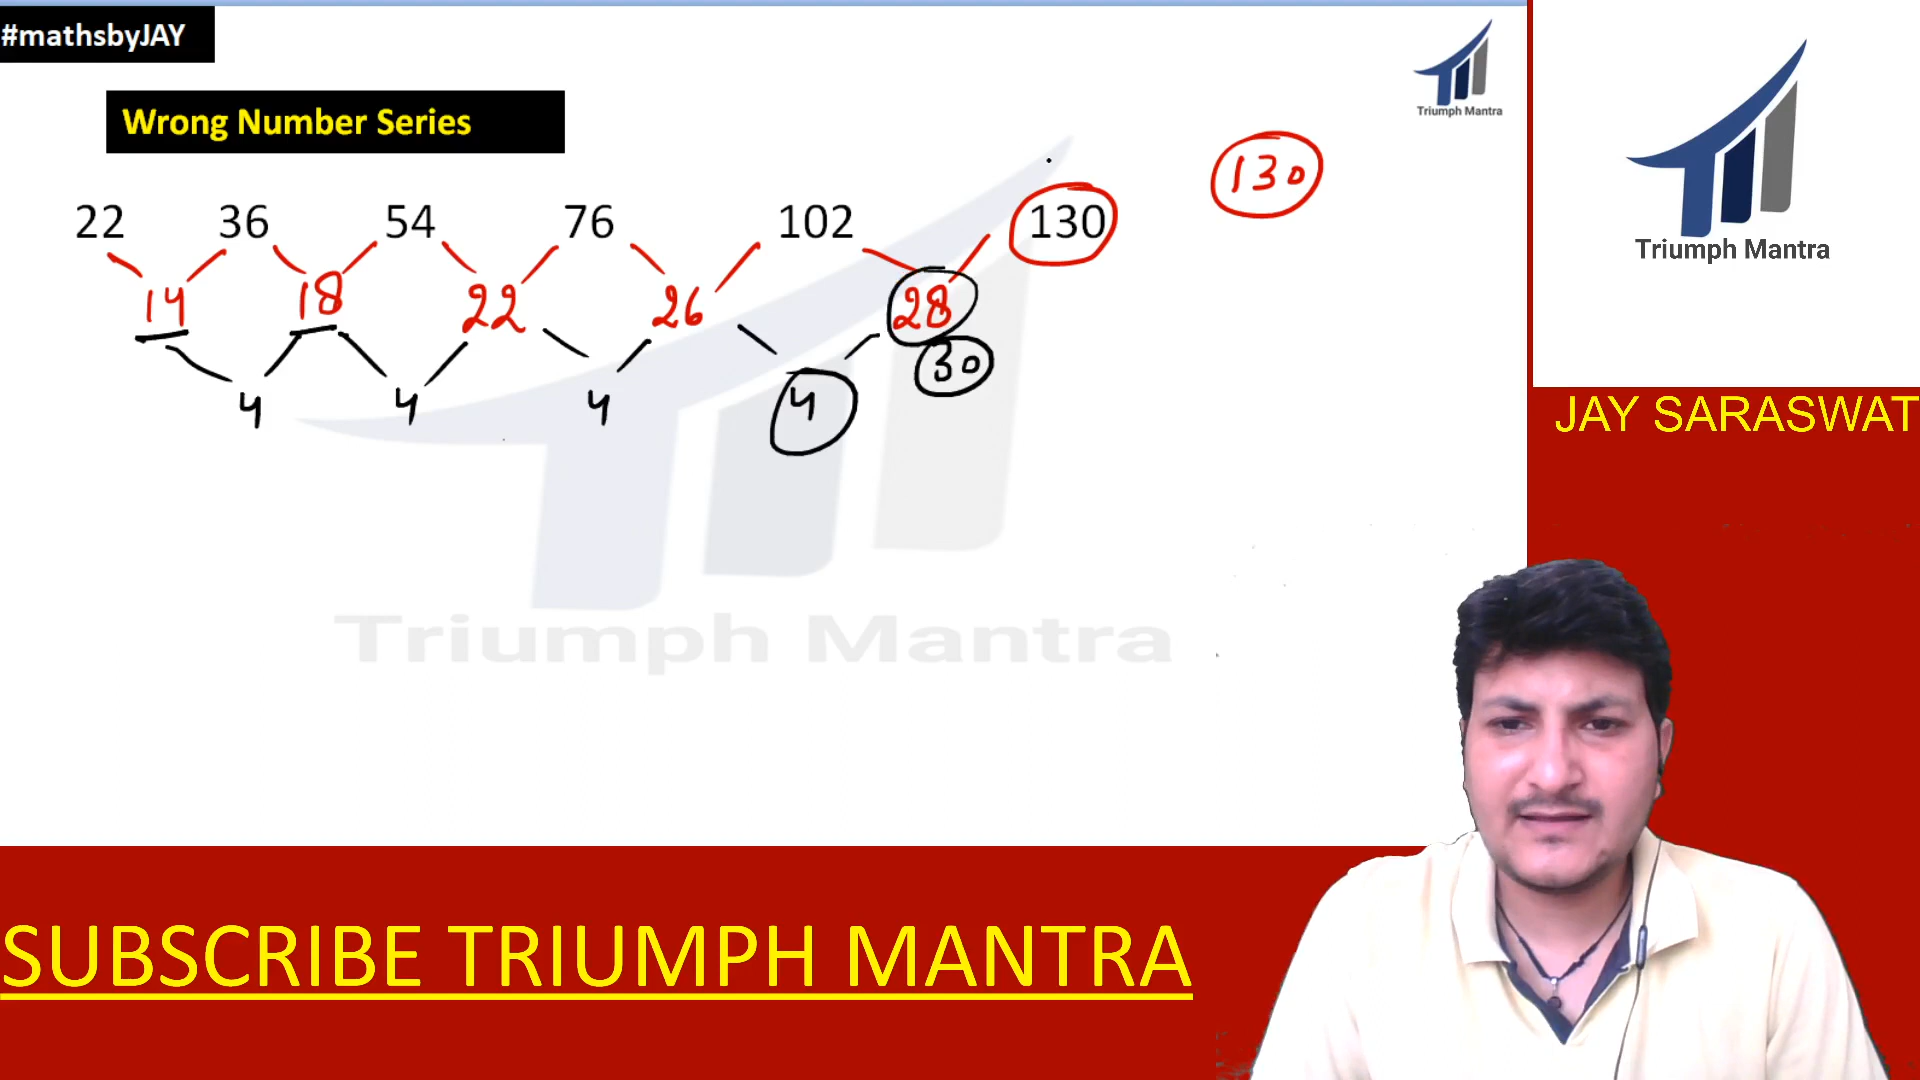 #mathsbyJAY
Triumph Mantra
Wrong Number Series
130
22 36 54 76 102 130
14 18 22 26 28
30
4 4 4 4
Triumph Mantra
Triumph Mantra
JAY SARASWAT
SUBSCRIBE TRIUMPH MANTRA